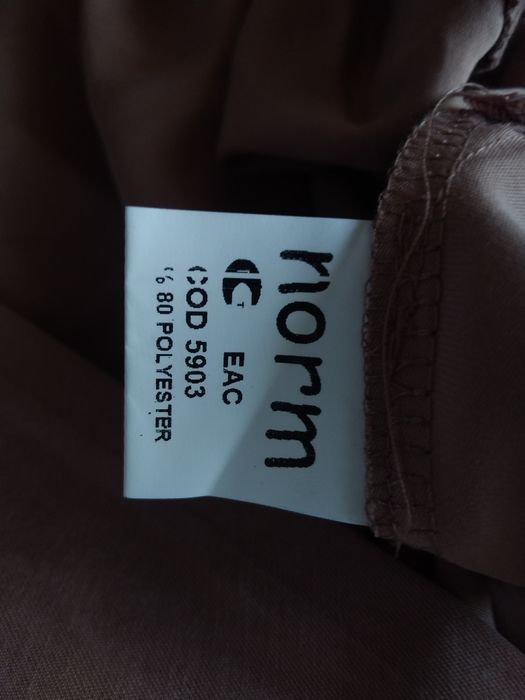 norm
EAC
COD 5903
% 80 POLYESTER